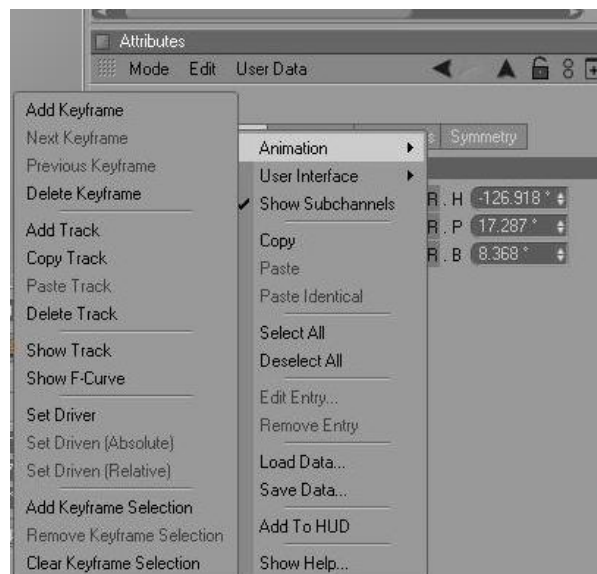 Attributes
Mode Edit User Data
Add Keyframe
Next Keyframe
Previous Keyframe
Delete Keyframe
Add Track
Copy Track
Paste Track
Delete Track
Show Track
Show F-Curve
Set Driver
Set Driven (Absolute)
Set Driven (Relative)
Add Keyframe Selection
Remove Keyframe Selection
Clear Keyframe Selection
Animation
User Interface
Show Subchannels
Copy
Paste
Paste Identical
Select All
Deselect All
Edit Entry...
Remove Entry
Load Data...
Save Data...
Add To HUD
Show Help...
s Symmetry
R . H -126.918 °
R . P 17.287 °
R . B 8.368 °